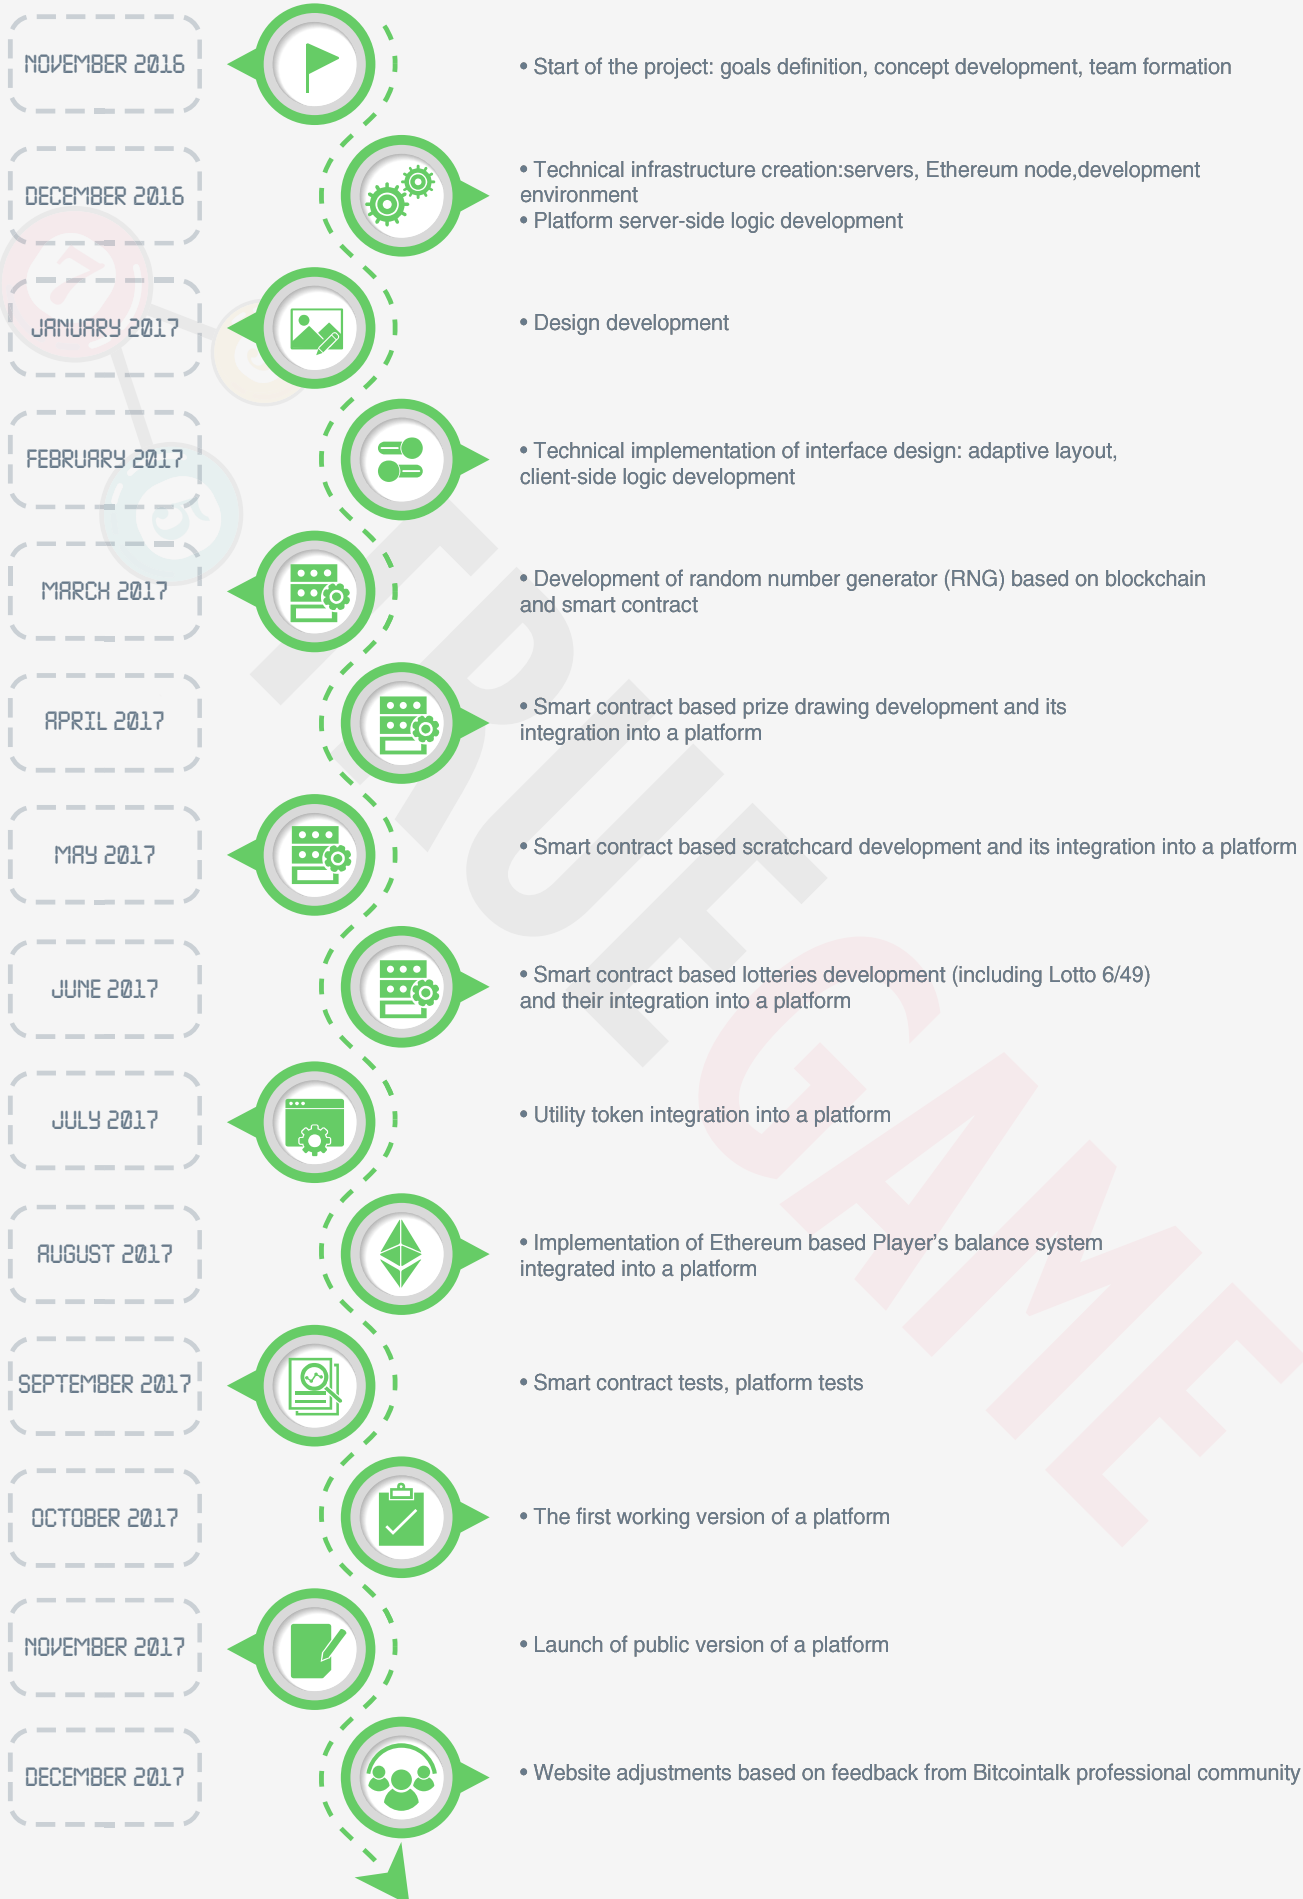 NOVEMBER 2016
• Start of the project: goals definition, concept development, team formation
DECEMBER 2016
• Technical infrastructure creation:servers, Ethereum node,development
environment
• Platform server-side logic development
JANUARY 2017
• Design development
FEBRUARY 2017
• Technical implementation of interface design: adaptive layout,
client-side logic development
MARCH 2017
• Development of random number generator (RNG) based on blockchain
and smart contract
APRIL 2017
• Smart contract based prize drawing development and its
integration into a platform
MAY 2017
• Smart contract based scratchcard development and its integration into a platform
JUNE 2017
• Smart contract based lotteries development (including Lotto 6/49)
and their integration into a platform
JULY 2017
• Utility token integration into a platform
AUGUST 2017
• Implementation of Ethereum based Player’s balance system
integrated into a platform
SEPTEMBER 2017
• Smart contract tests, platform tests
OCTOBER 2017
• The first working version of a platform
NOVEMBER 2017
• Launch of public version of a platform
DECEMBER 2017
• Website adjustments based on feedback from Bitcointalk professional community
7
5
TRUEGAME